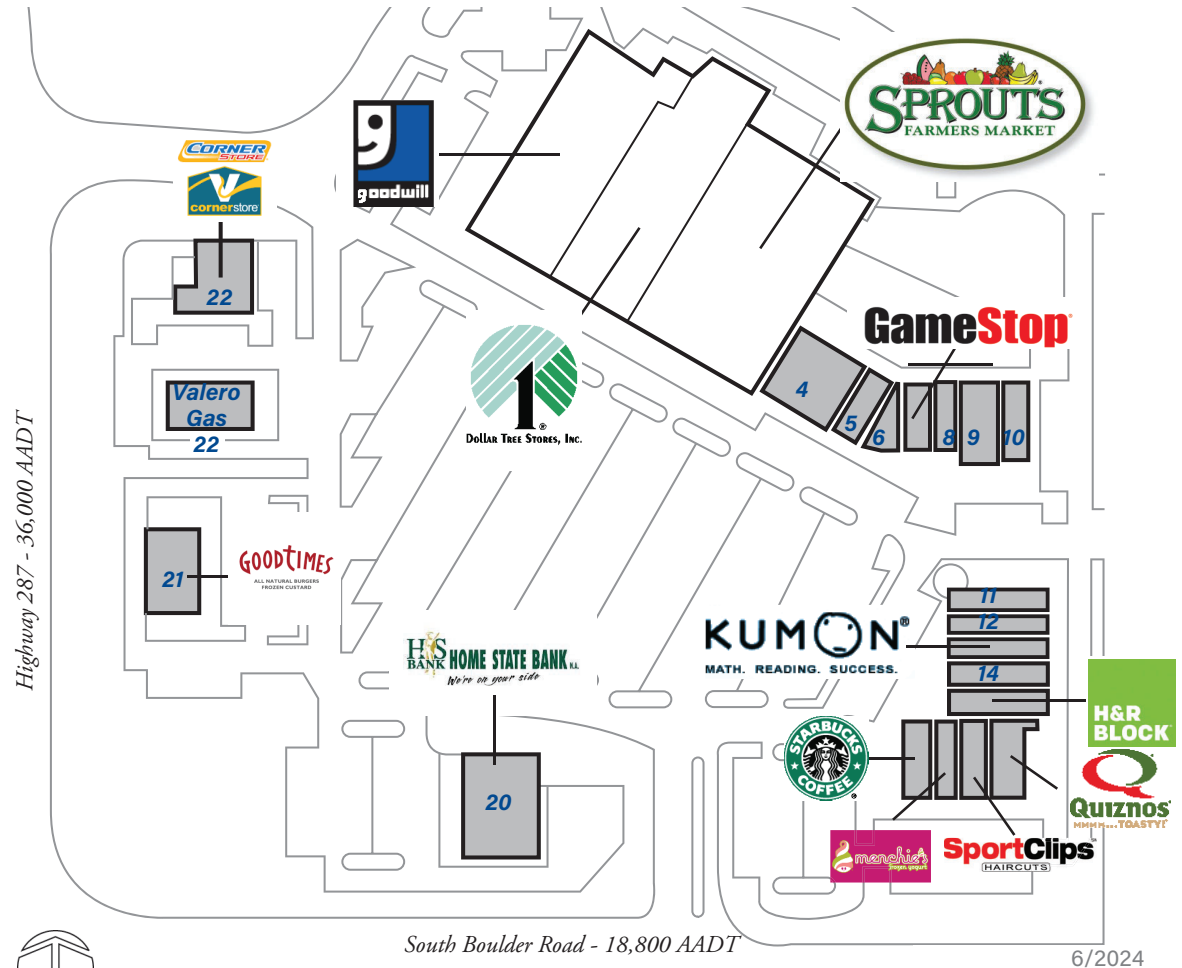 SPROUTS
FARMERS MARKET
goodwill
CORNER
STORE
V
cornerstore
22
GameStop
Valero
Gas
22
1
®
DOLLAR TREE STORES, INC.
4
5
6
8
9
10
Highway 287 - 36,000 AADT
21
GOODTIMES
ALL NATURAL BURGERS
FROZEN CUSTARD
11
12
KUMON®
MATH. READING. SUCCESS.
14
HS
BANK
HOME STATE BANK N.A.
We're on your side
H&R
BLOCK
STARBUCKS
COFFEE
®
Quiznos
MMMM...TOASTY!
20
menchie's
frozen yogurt
SportClips
HAIRCUTS
South Boulder Road - 18,800 AADT
6/2024